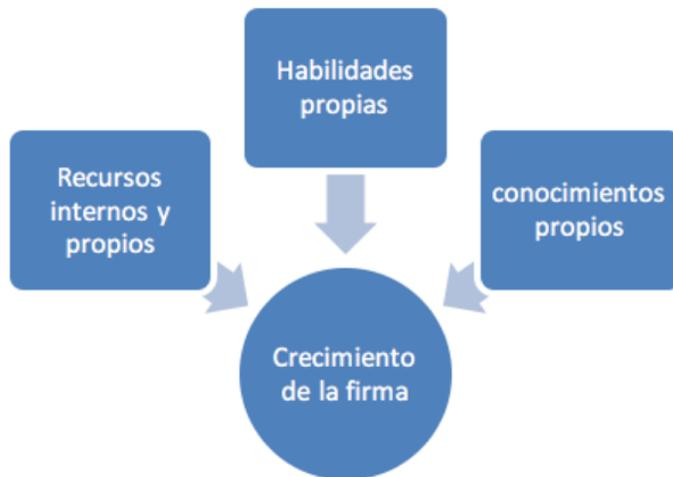 Habilidades
propias
Recursos
internos y
propios
conocimientos
propios
Crecimiento
de la firma